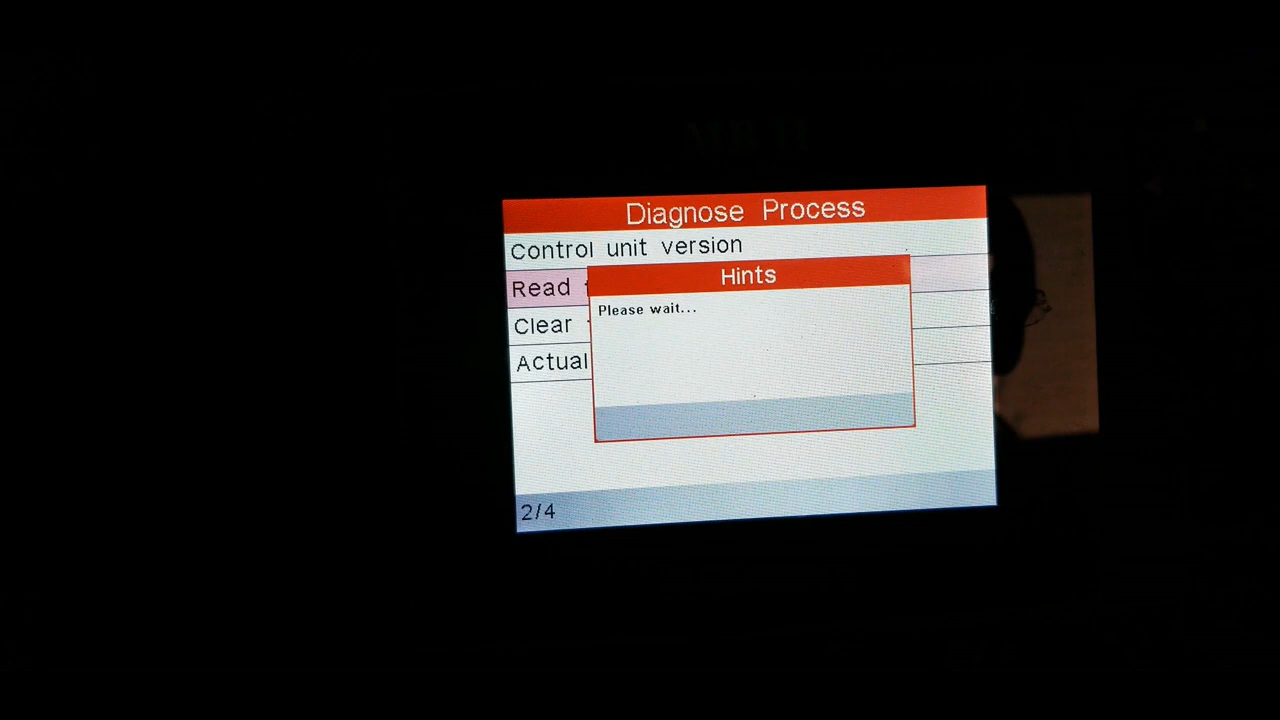 Diagnose Process
Control unit version
Hints
Read
Please wait...
Clear
Actual
2/4